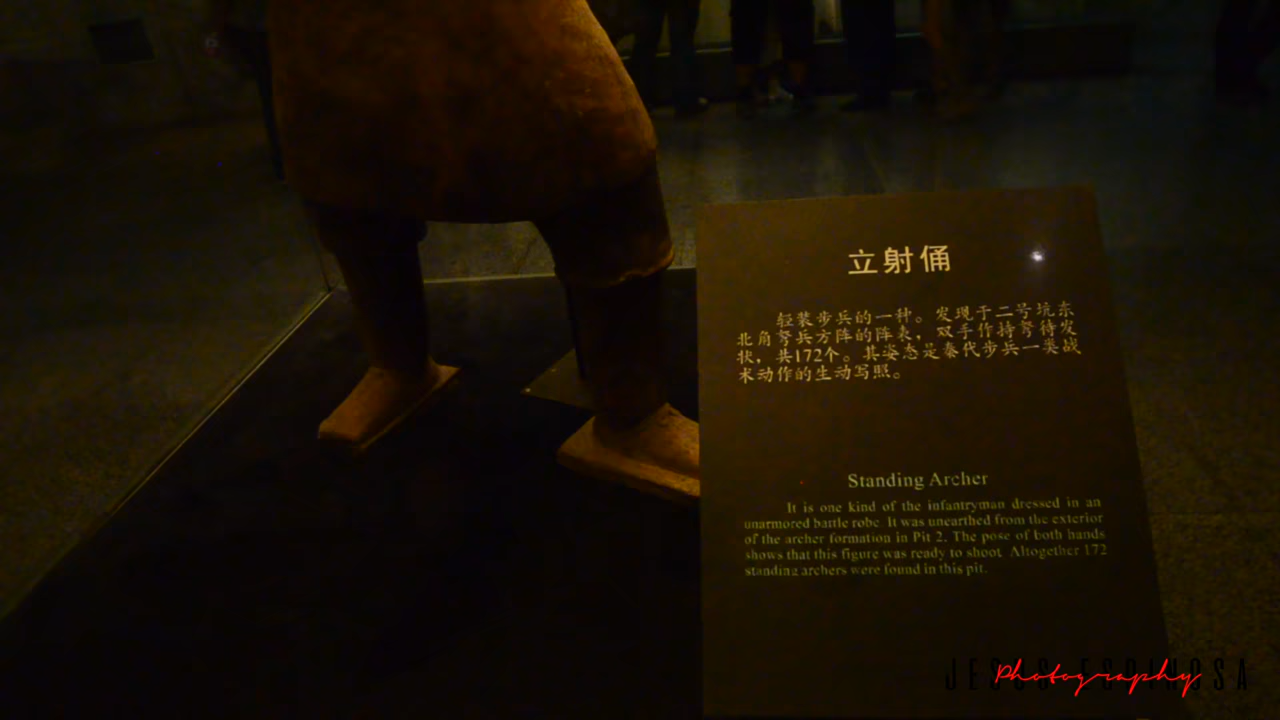 立射俑
轻装步兵的一种。发现于二号坑东
北角弩兵方阵的阵表，双手作持弩待发
状，共172个。其姿态是秦代步兵一类战
术动作的生动写照。
Standing Archer
It is one kind of the infantryman dressed in an
unarmored battle robe. It was unearthed from the exterior
of the archer formation in Pit 2. The pose of both hands
shows that this figure was ready to shoot. Altogether 172
standing archers were found in this pit.
JESUS ESPINOSA
Photography